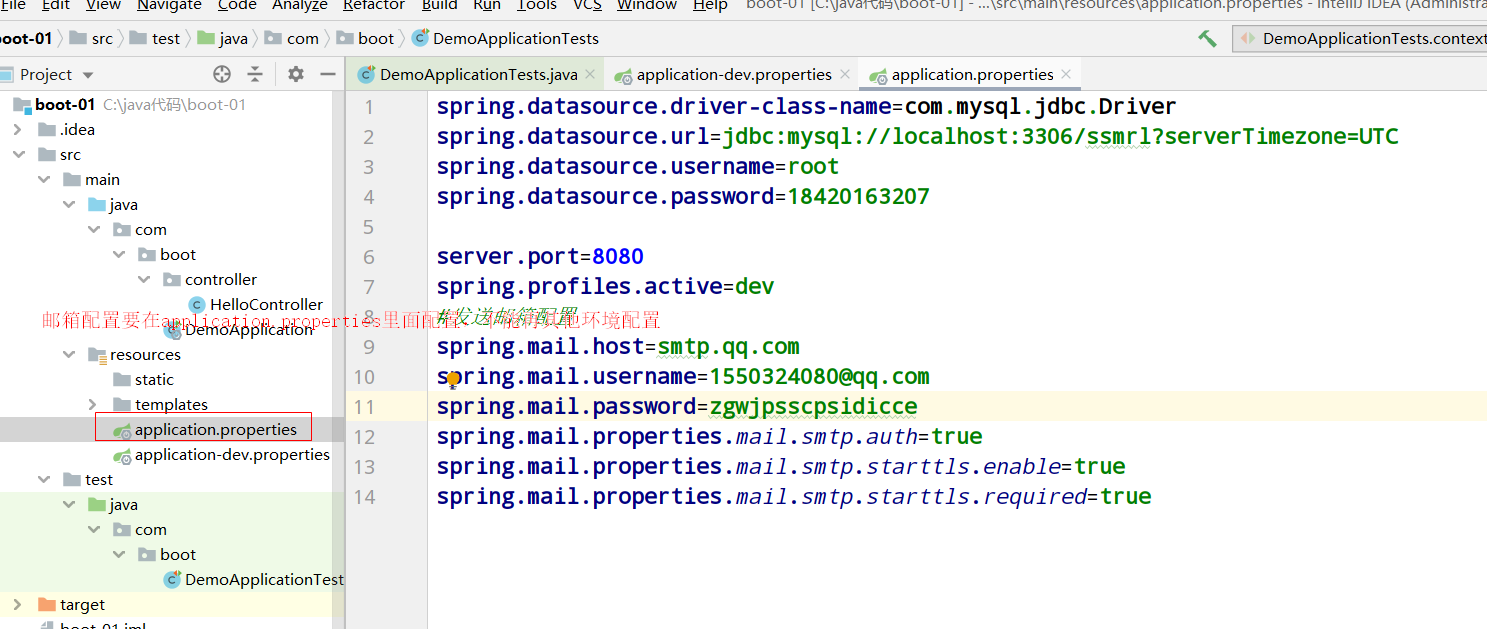 File Edit View Navigate Code Analyze Refactor Build Run Tools VCS Window Help boot-01 [C:\java代码\boot-01] - ...\src\main\resources\application.properties - IntelliJ IDEA (Administra
boot-01 src test java com boot DemoApplicationTests DemoApplicationTests.context
Project DemoApplicationTests.java application-dev.properties application.properties
boot-01 C:\java代码\boot-01
.idea
src
main
java
com
boot
controller
HelloController
DemoApplication
邮箱配置要在application.properties里面配置
resources
static
templates
application.properties
application-dev.properties
test
java
com
boot
DemoApplicationTest
target
boot-01.iml
1 spring.datasource.driver-class-name=com.mysql.jdbc.Driver
2 spring.datasource.url=jdbc:mysql://localhost:3306/ssmrl?serverTimezone=UTC
3 spring.datasource.username=root
4 spring.datasource.password=18420163207
5
6 server.port=8080
7 spring.profiles.active=dev
8 #发送邮箱配置
9 spring.mail.host=smtp.qq.com
10 spring.mail.username=1550324080@qq.com
11 spring.mail.password=zgwjpsscpsidicce
12 spring.mail.properties.mail.smtp.auth=true
13 spring.mail.properties.mail.smtp.starttls.enable=true
14 spring.mail.properties.mail.smtp.starttls.required=true